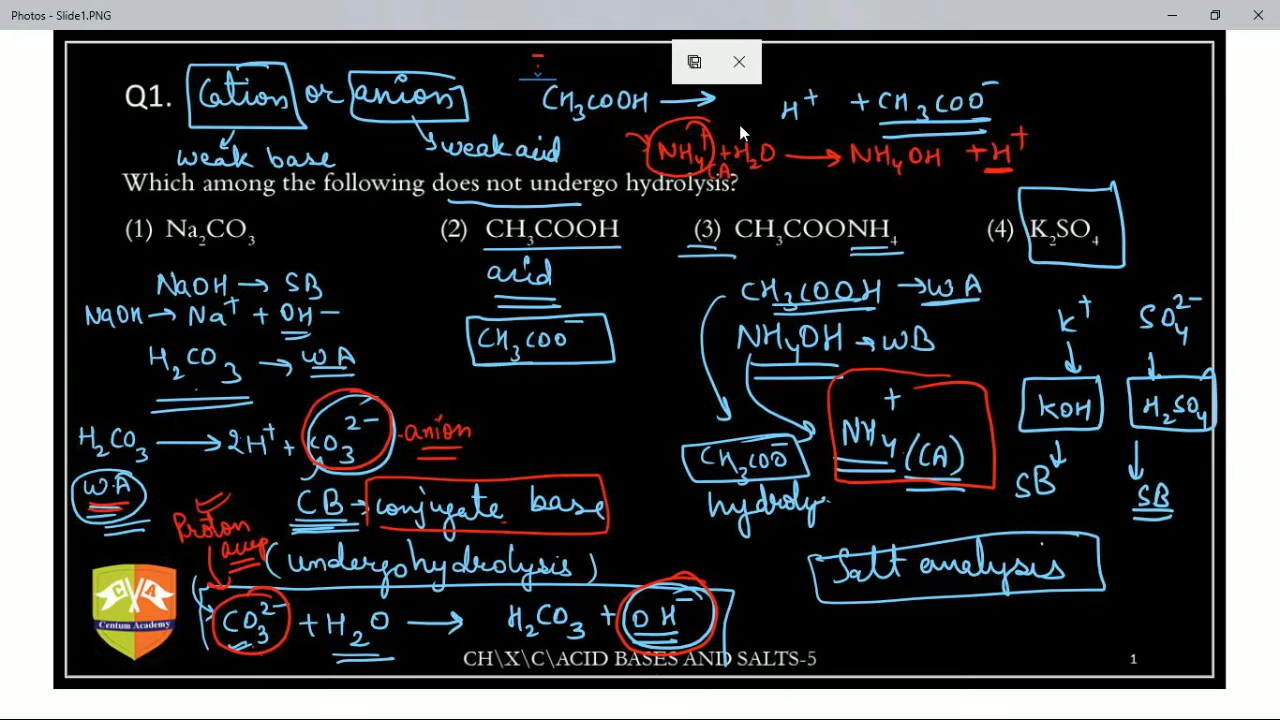 Photos - Slide1.PNG
Q1. Cation or anion
CH3COOH → H+ + CH3COO−
weak base
weak acid
NH4+ + H2O → NH4OH + H+
CA
Which among the following does not undergo hydrolysis?
(1) Na2CO3 (2) CH3COOH (3) CH3COONH4 (4) K2SO4
NaOH → SB
NaOH → Na+ + OH−
H2CO3 → WA
H2CO3 → 2H+ + CO3 2− anion
W.A
CB → conjugate base
Proton
(undergo hydrolysis)
CO3 2− + H2O → H2CO3 + OH−
acid
CH3COO−
CH3COOH → WA
NH4OH → WB
CH3COO−
hydroly
NH4+ (CA)
K+ SO4 2−
KOH H2SO4
SB SB
Salt analysis
C A
Centum Academy
CH\X\C\ACID BASES AND SALTS-5
1